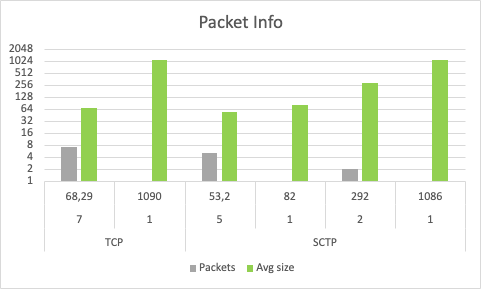 Packet Info
2048
1024
512
256
128
64
32
16
8
4
2
1
68,29 1090 53,2 82 292 1086
7 1 5 1 2 1
TCP SCTP
Packets Avg size